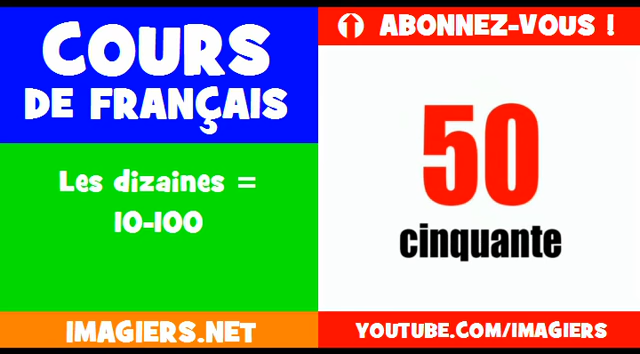 COURS
DE FRANÇAIS
Les dizaines =
10-100
IMAGIERS.NET
ABONNEZ-VOUS !
50
cinquante
YOUTUBE.COM/IMAGIERS